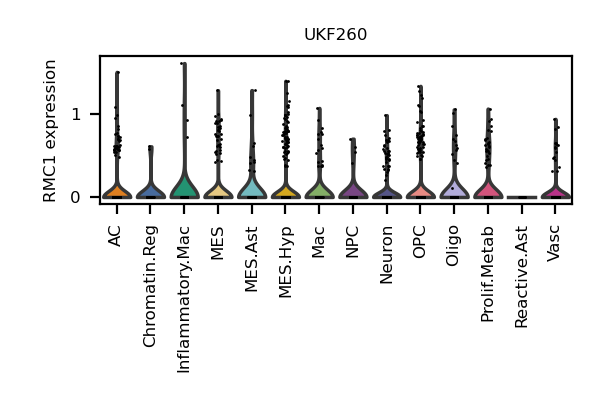 UKF260
RMC1 expression
1
0
AC
Chromatin.Reg
Inflammatory.Mac
MES
MES.Ast
MES.Hyp
Mac
NPC
Neuron
OPC
Oligo
Prolif.Metab
Reactive.Ast
Vasc